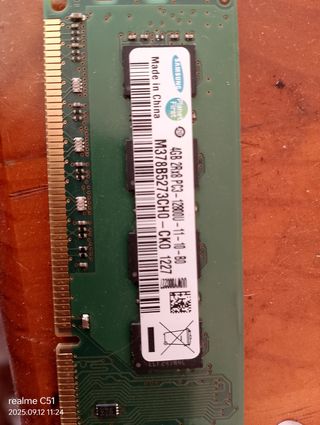 SAMSUNG
Made in China
4GB 2Rx8 PC3 - 12800U - 11 - 10 - B0
M378B5273CH0 - CK0 1227
realme C51
2025.09.12 11:24